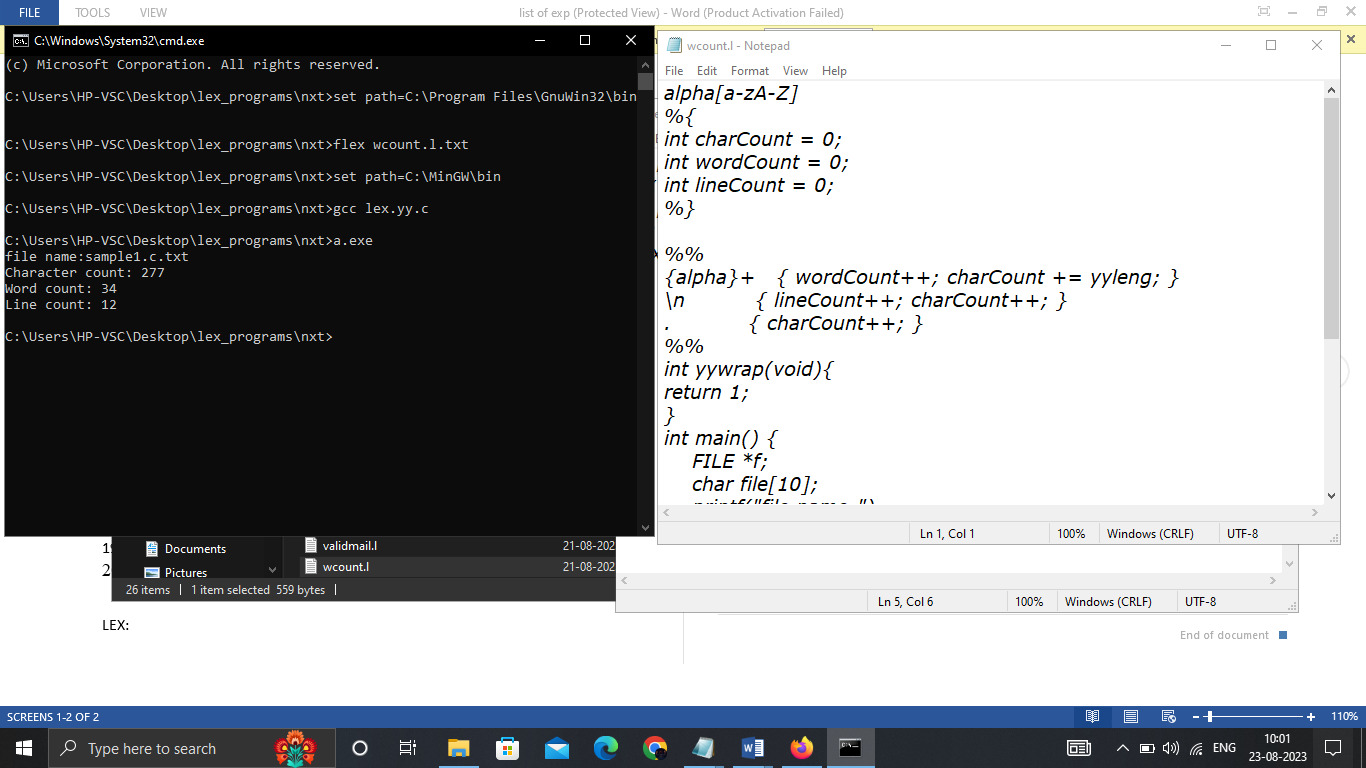 FILE TOOLS VIEW list of exp (Protected View) - Word (Product Activation Failed)
C:\Windows\System32\cmd.exe
(c) Microsoft Corporation. All rights reserved.
C:\Users\HP-VSC\Desktop\lex_programs\nxt>set path=C:\Program Files\GnuWin32\bin
C:\Users\HP-VSC\Desktop\lex_programs\nxt>flex wcount.l.txt
C:\Users\HP-VSC\Desktop\lex_programs\nxt>set path=C:\MinGW\bin
C:\Users\HP-VSC\Desktop\lex_programs\nxt>gcc lex.yy.c
C:\Users\HP-VSC\Desktop\lex_programs\nxt>a.exe
file name:sample1.c.txt
Character count: 277
Word count: 34
Line count: 12
C:\Users\HP-VSC\Desktop\lex_programs\nxt>
wcount.l - Notepad
File Edit Format View Help
alpha[a-zA-Z]
%{
int charCount = 0;
int wordCount = 0;
int lineCount = 0;
%}
%%
{alpha}+ { wordCount++; charCount += yyleng; }
\n { lineCount++; charCount++; }
. { charCount++; }
%%
int yywrap(void){
return 1;
}
int main() {
FILE *f;
char file[10];
Ln 1, Col 1 100% Windows (CRLF) UTF-8
Documents validmail.l 21-08-202
Pictures wcount.l 21-08-202
26 items 1 item selected 559 bytes
Ln 5, Col 6 100% Windows (CRLF) UTF-8
LEX:
End of document
SCREENS 1-2 OF 2 110%
Type here to search
ENG 10:01
23-08-2023